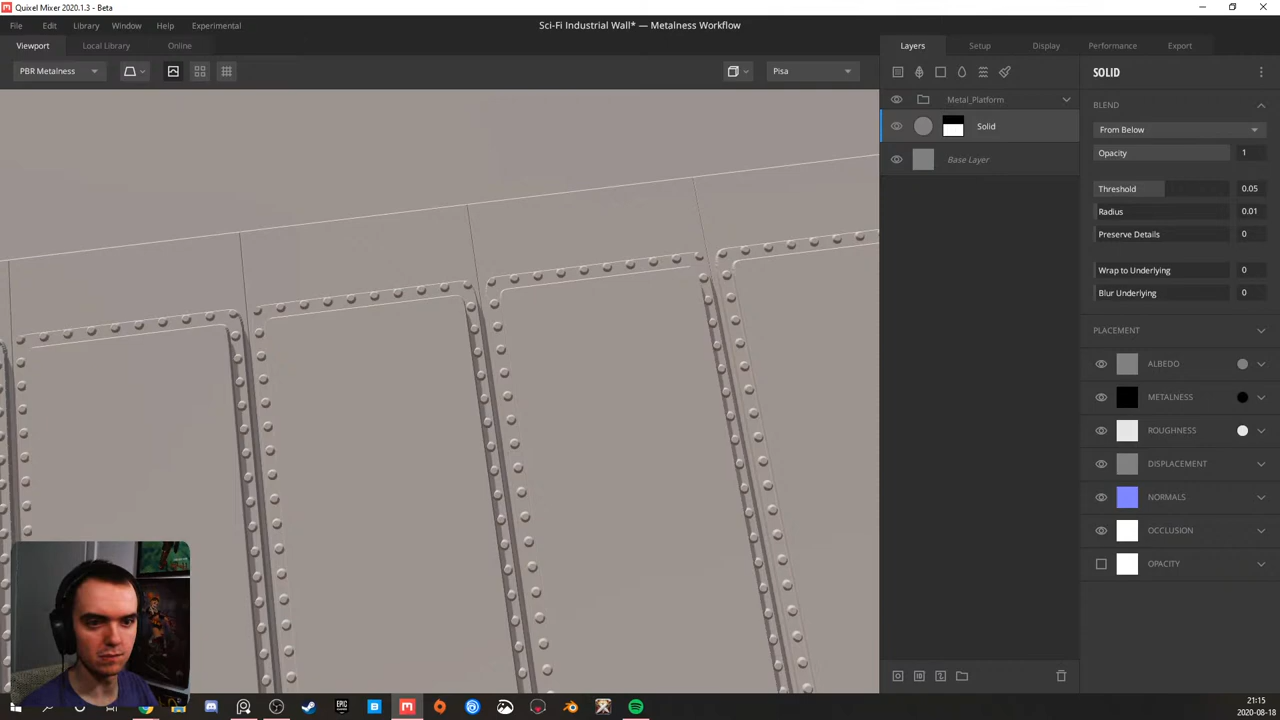 Quixel Mixer 2020.1.3 - Beta
File Edit Library Window Help Experimental
Sci-Fi Industrial Wall* — Metalness Workflow
Viewport Local Library Online
Layers Setup Display Performance Export
PBR Metalness
Pisa
SOLID
Metal_Platform
BLEND
Solid
From Below
Opacity 1
Base Layer
Threshold 0.05
Radius 0.01
Preserve Details 0
Wrap to Underlying 0
Blur Underlying 0
PLACEMENT
ALBEDO
METALNESS
ROUGHNESS
DISPLACEMENT
NORMALS
OCCLUSION
OPACITY
21:15
2020-08-18